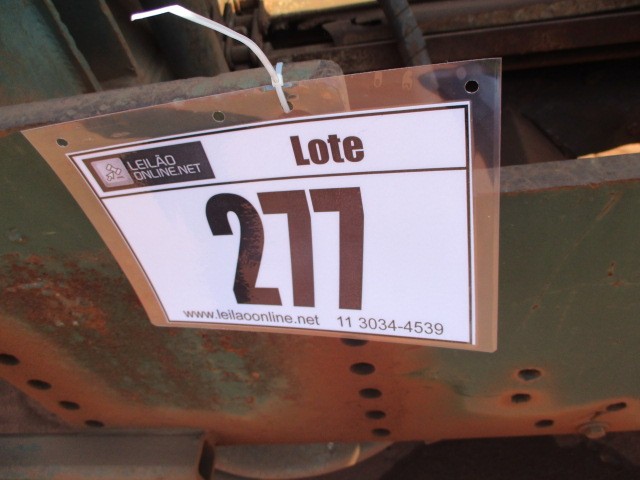 LEILÃO
ONLINE.NET
Lote
277
www.leilaoonline.net 11 3034-4539